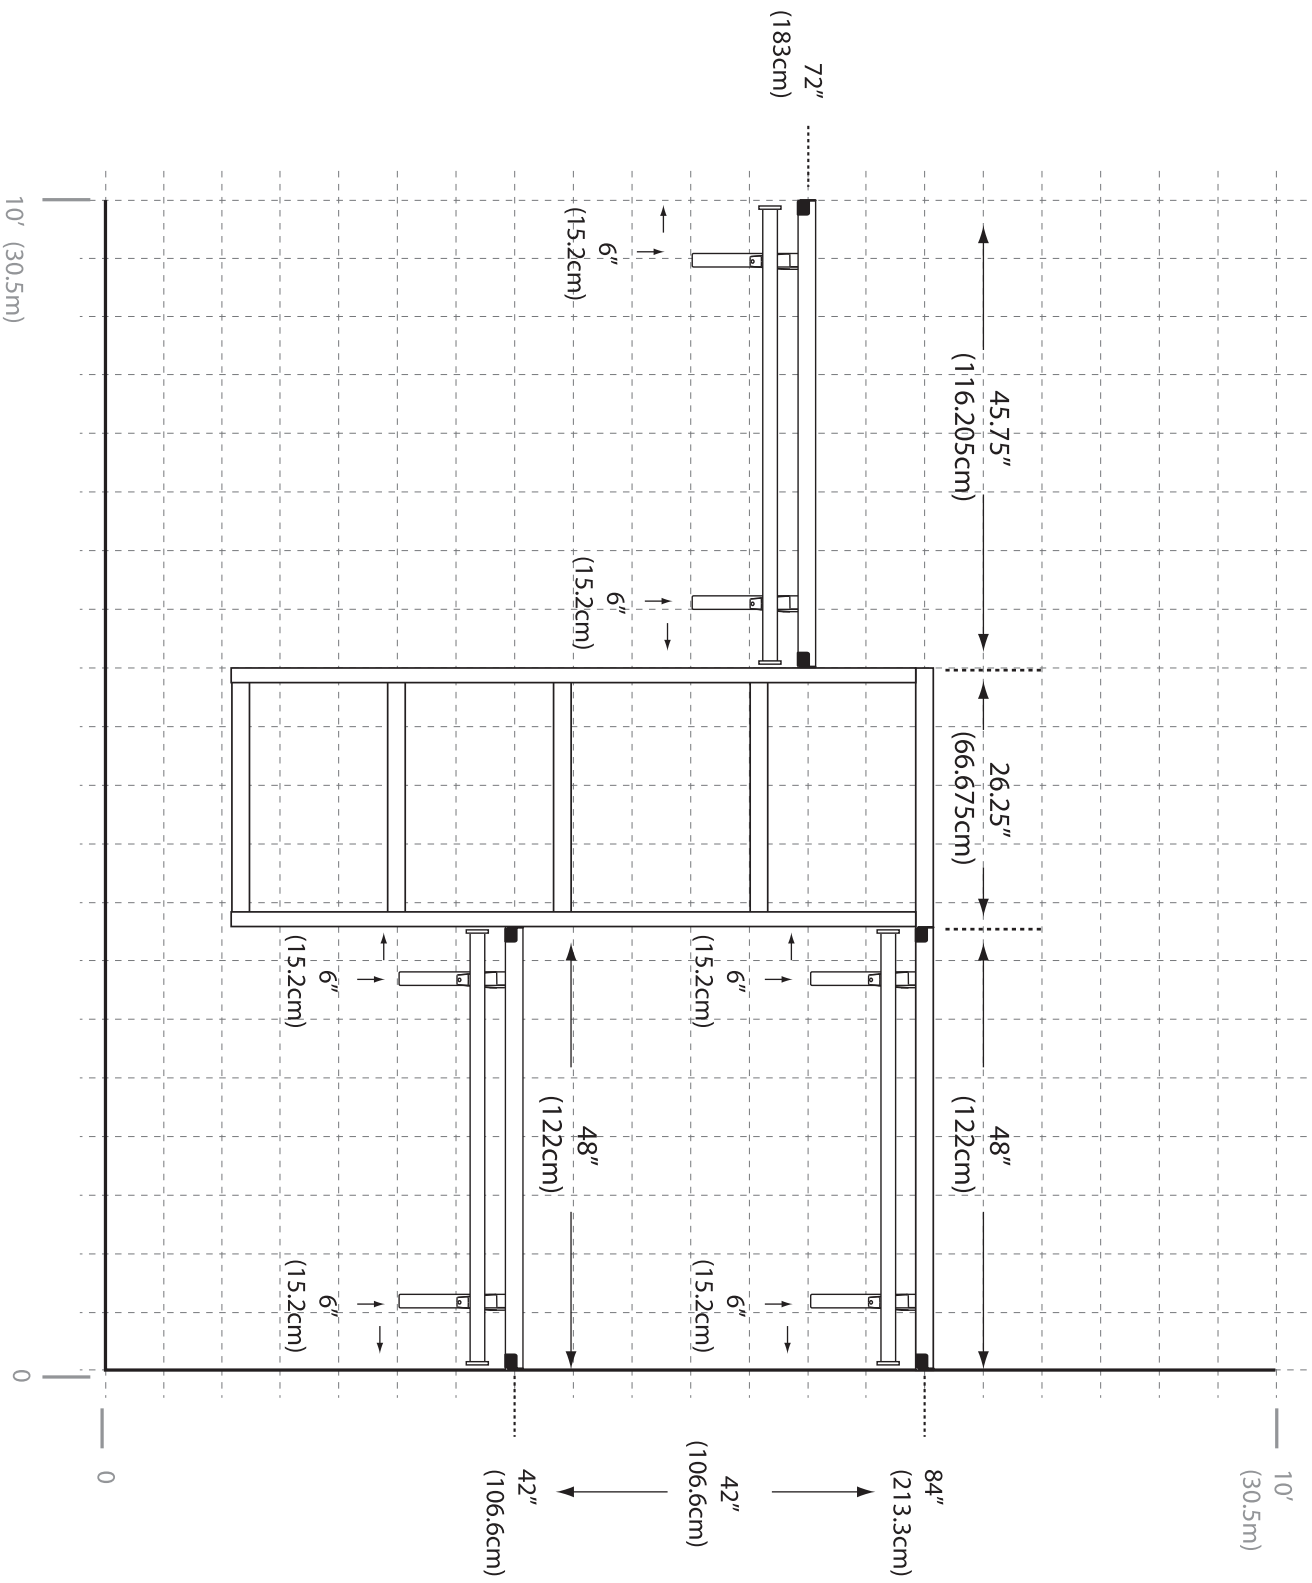 72”
(183cm)
45.75”
(116.205cm)
6”
(15.2cm)
6”
(15.2cm)
26.25”
(66.675cm)
48”
(122cm)
6”
(15.2cm)
6”
(15.2cm)
48”
(122cm)
6”
(15.2cm)
6”
(15.2cm)
84”
(213.3cm)
42”
(106.6cm)
42”
(106.6cm)
10’
(30.5m)
0
10’ (30.5m)
0